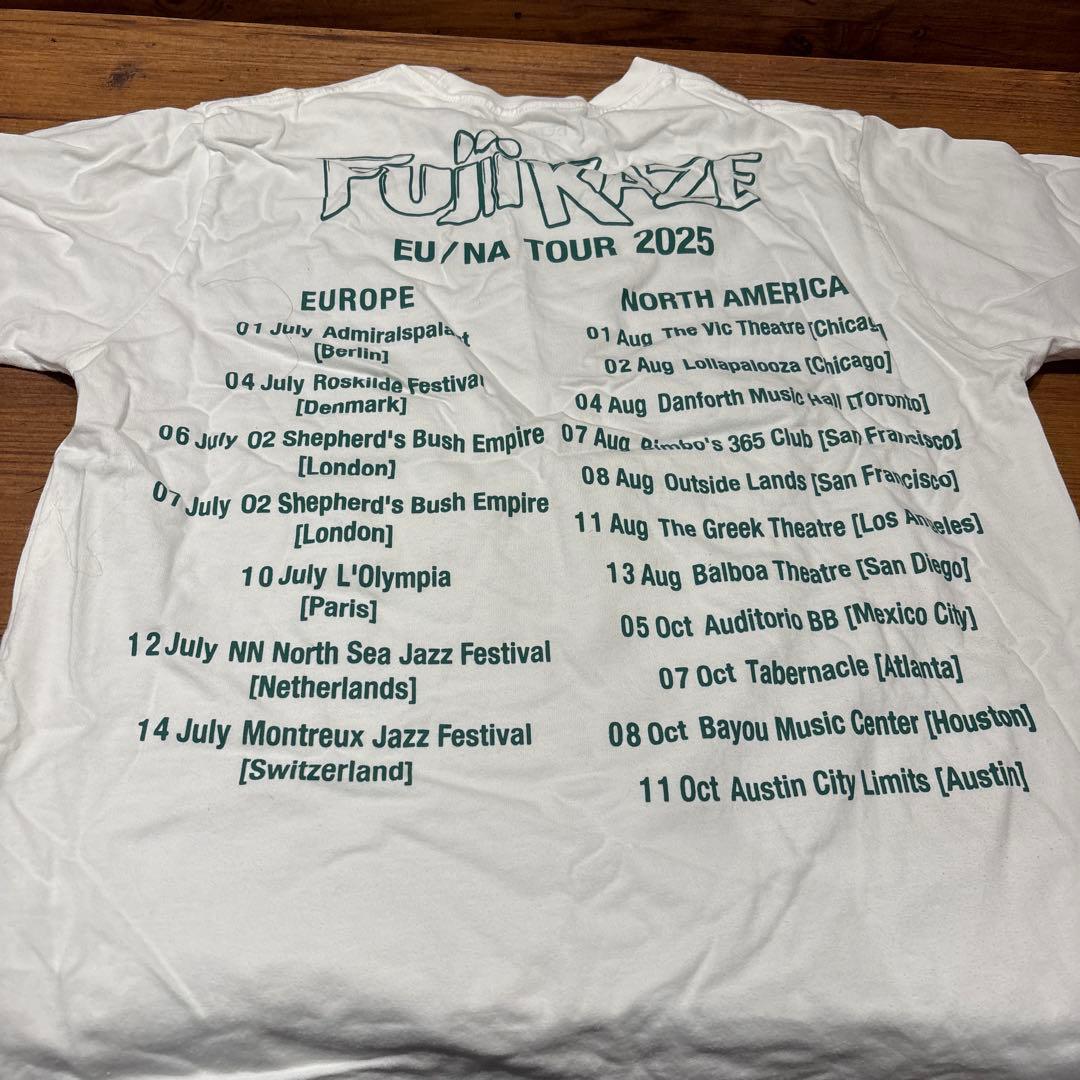 Fujii KAZE
EU/NA TOUR 2025
EUROPE
01 July Admiralspalast
[Berlin]
04 July Roskilde Festival
[Denmark]
06 July O2 Shepherd's Bush Empire
[London]
07 July O2 Shepherd's Bush Empire
[London]
10 July L'Olympia
[Paris]
12 July NN North Sea Jazz Festival
[Netherlands]
14 July Montreux Jazz Festival
[Switzerland]
NORTH AMERICA
01 Aug The Vic Theatre [Chicago]
02 Aug Lollapalooza [Chicago]
04 Aug Danforth Music Hall [Toronto]
07 Aug Bimbo's 365 Club [San Francisco]
08 Aug Outside Lands [San Francisco]
11 Aug The Greek Theatre [Los Angeles]
13 Aug Balboa Theatre [San Diego]
05 Oct Auditorio BB [Mexico City]
07 Oct Tabernacle [Atlanta]
08 Oct Bayou Music Center [Houston]
11 Oct Austin City Limits [Austin]